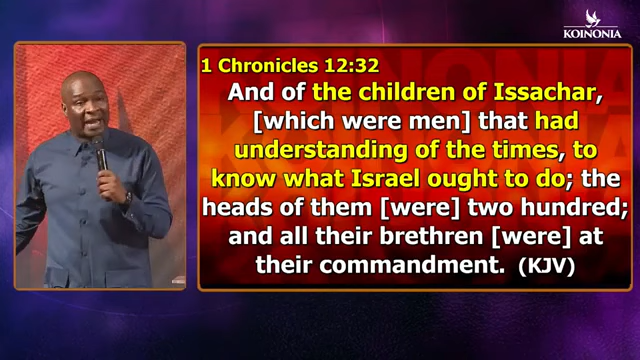 KOINONIA
1 Chronicles 12:32
And of the children of Issachar,
[which were men] that had
understanding of the times, to
know what Israel ought to do; the
heads of them [were] two hundred;
and all their brethren [were] at
their commandment. (KJV)